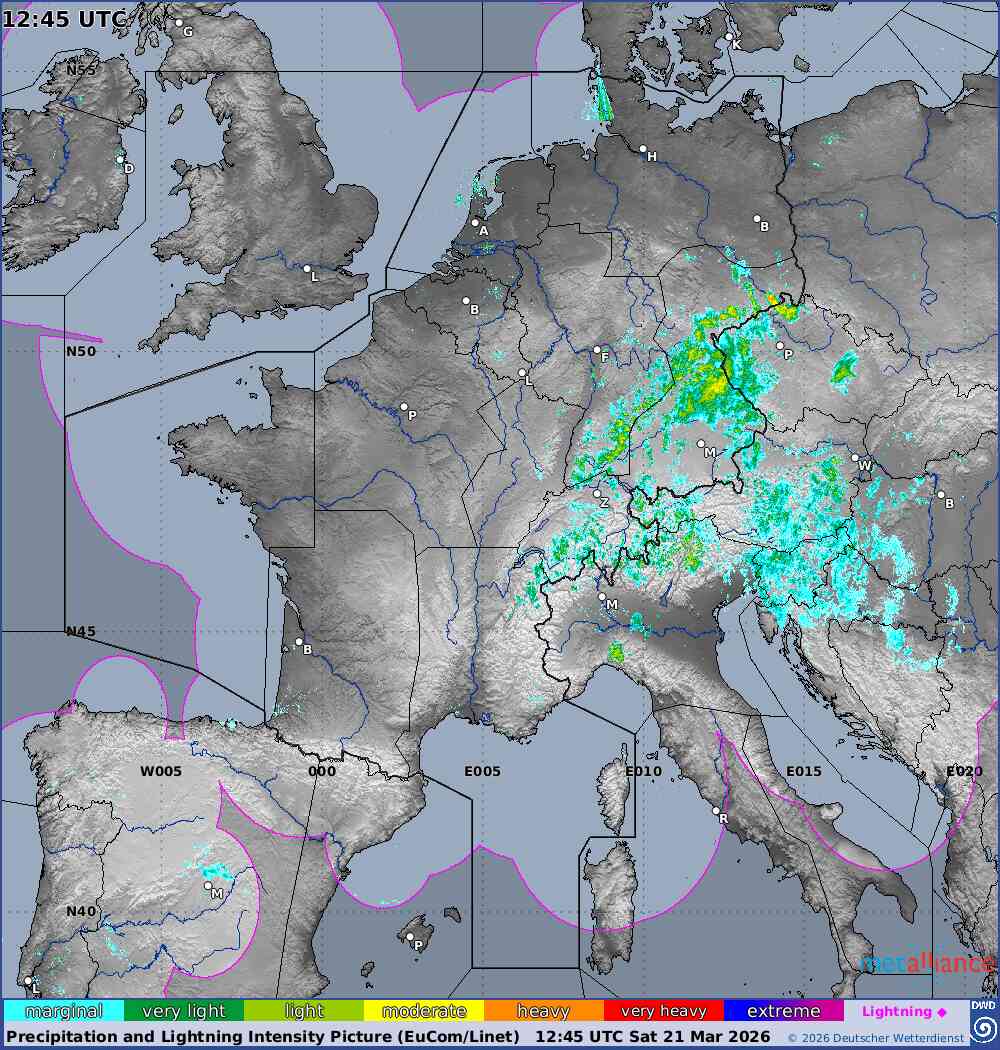 12:45 UTC
G
K
N55
H
D
A
B
L
B
N50
F
P
L
P
M
W
Z
B
M
N45
B
W005
000
E005
E010
E015
E020
R
M
N40
P
metalliance
L
marginal
very light
light
moderate
heavy
very heavy
extreme
Lightning ◆
DWD
Precipitation and Lightning Intensity Picture (EuCom/Linet) 12:45 UTC Sat 21 Mar 2026 © 2026 Deutscher Wetterdienst